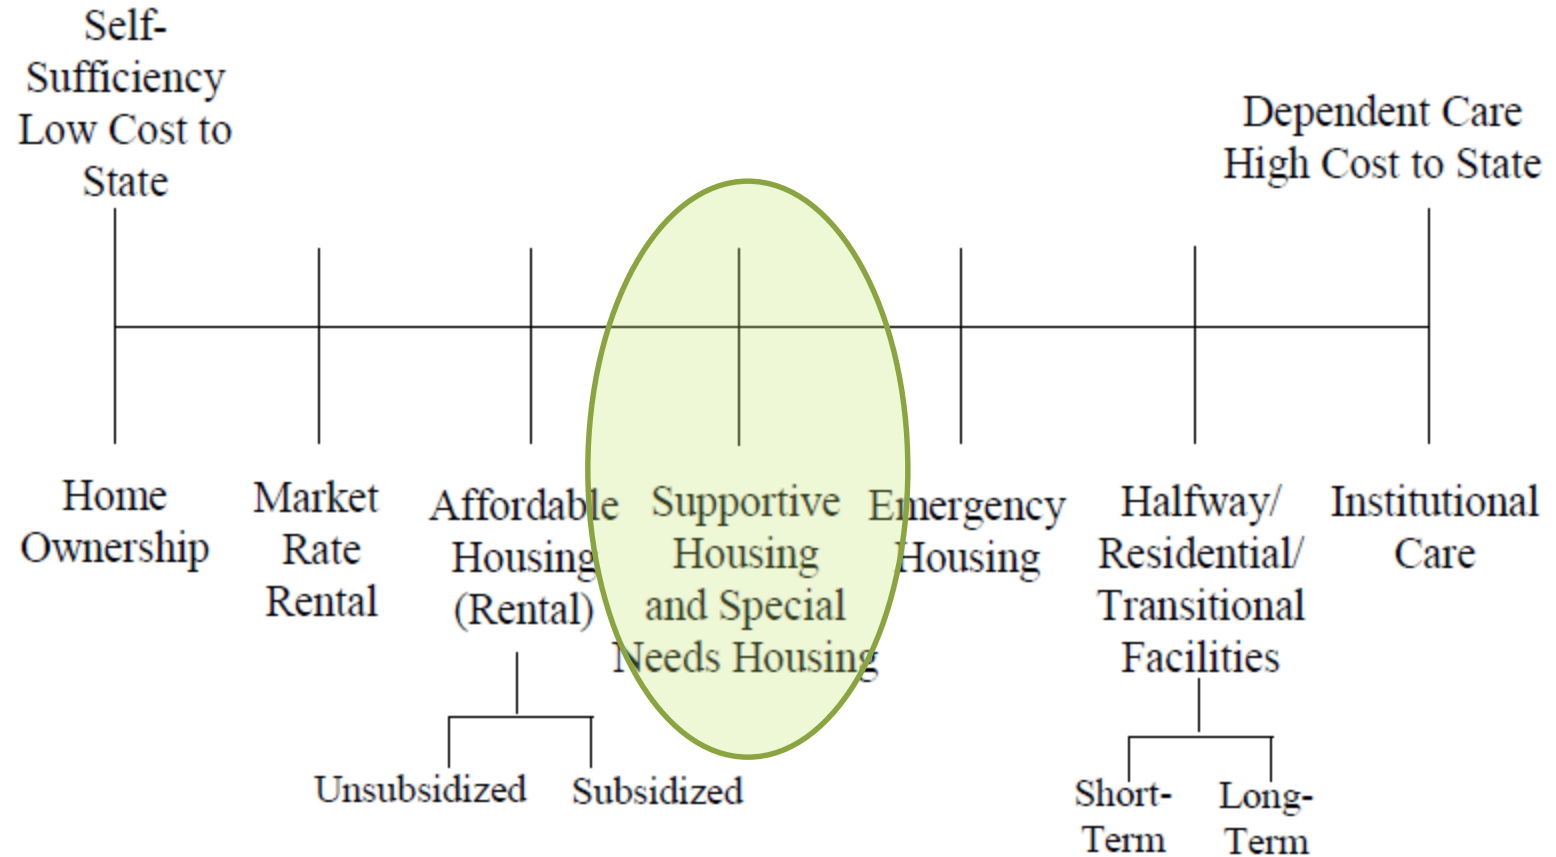 Self-
Sufficiency
Low Cost to
State
Dependent Care
High Cost to State
Home
Ownership
Market
Rate
Rental
Affordable
Housing
(Rental)
Supportive
Housing
and Special
Needs Housing
Emergency
Housing
Halfway/
Residential/
Transitional
Facilities
Institutional
Care
Unsubsidized
Subsidized
Short-
Term
Long-
Term